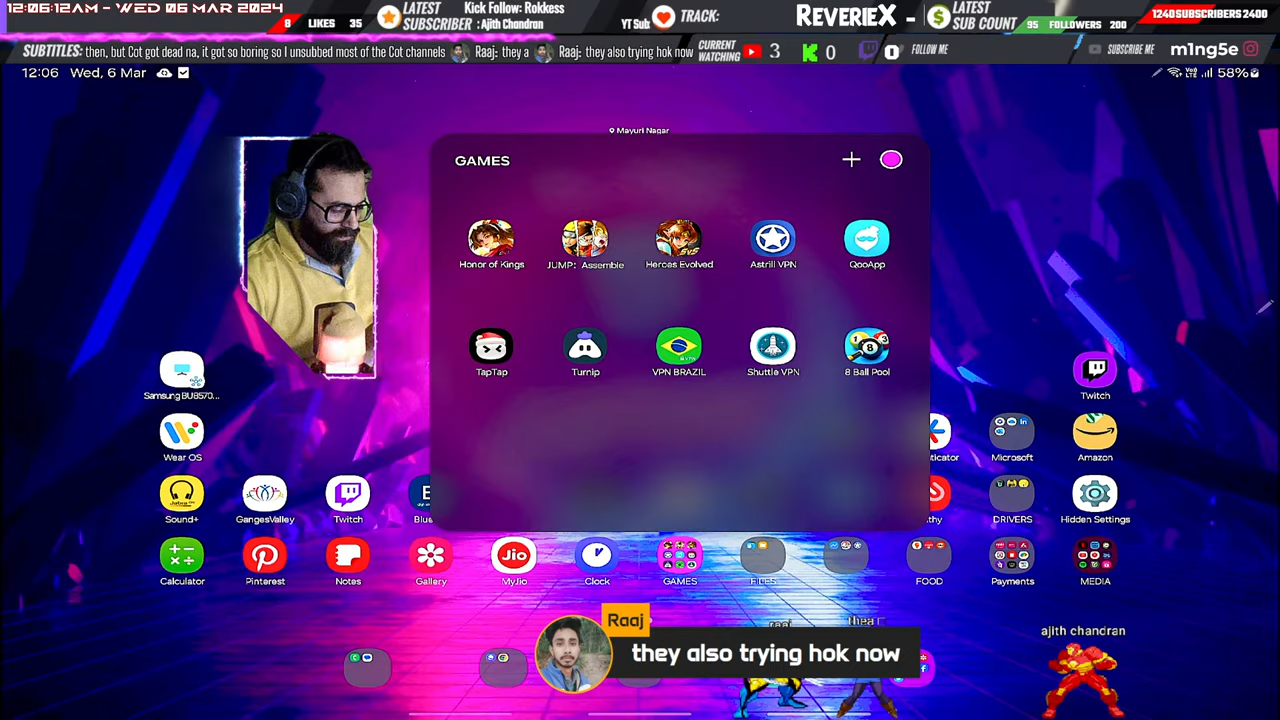 12:06:12AM - WED 06 MAR 2024
8 LIKES 35
LATEST SUBSCRIBER
Kick Follow: Rokkess
: Ajith Chandran
YT Sub:
TRACK:
REVERIEX -
LATEST SUB COUNT
95 FOLLOWERS 200
1240 SUBSCRIBERS 2400
SUBTITLES: then, but Cot got dead na, it got so boring so I unsubbed most of the Cot channels
Raaj: they a
Raaj: they also trying hok now
CURRENT WATCHING
3
0
0
FOLLOW ME
SUBSCRIBE ME
m1ng5e
12:06 Wed, 6 Mar
58%
Mayuri Nagar
GAMES
Honor of Kings
JUMP: Assemble
Heroes Evolved
Astrill VPN
QooApp
TapTap
Turnip
VPN BRAZIL
Shuttle VPN
8 Ball Pool
Samsung BU8570...
Twitch
Wear OS
Microsoft
Amazon
Sound+
GangesValley
Twitch
DRIVERS
Hidden Settings
Calculator
Pinterest
Notes
Gallery
Jio
MyJio
Clock
GAMES
FILES
FOOD
Payments
MEDIA
Raaj
they also trying hok now
raaj
ajith chandran